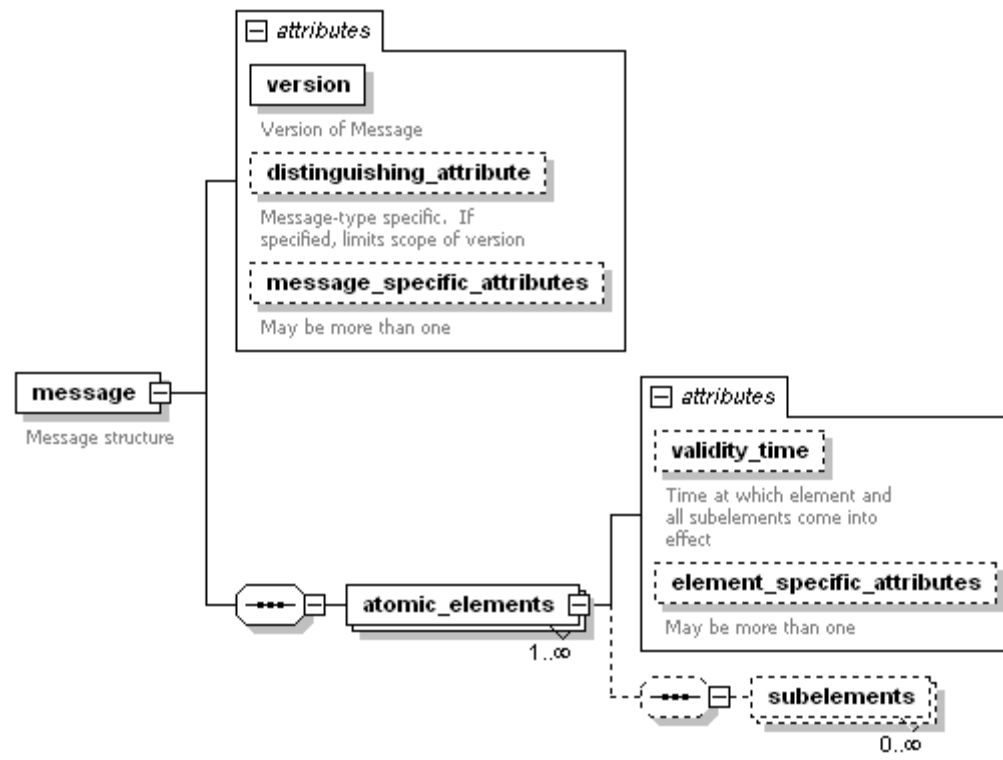 attributes
version
Version of Message
distinguishing_attribute
Message-type specific.  If
specified, limits scope of version
message_specific_attributes
May be more than one
message
Message structure
attributes
validity_time
Time at which element and
all subelements come into
effect
element_specific_attributes
May be more than one
atomic_elements
1..∞
subelements
0..∞